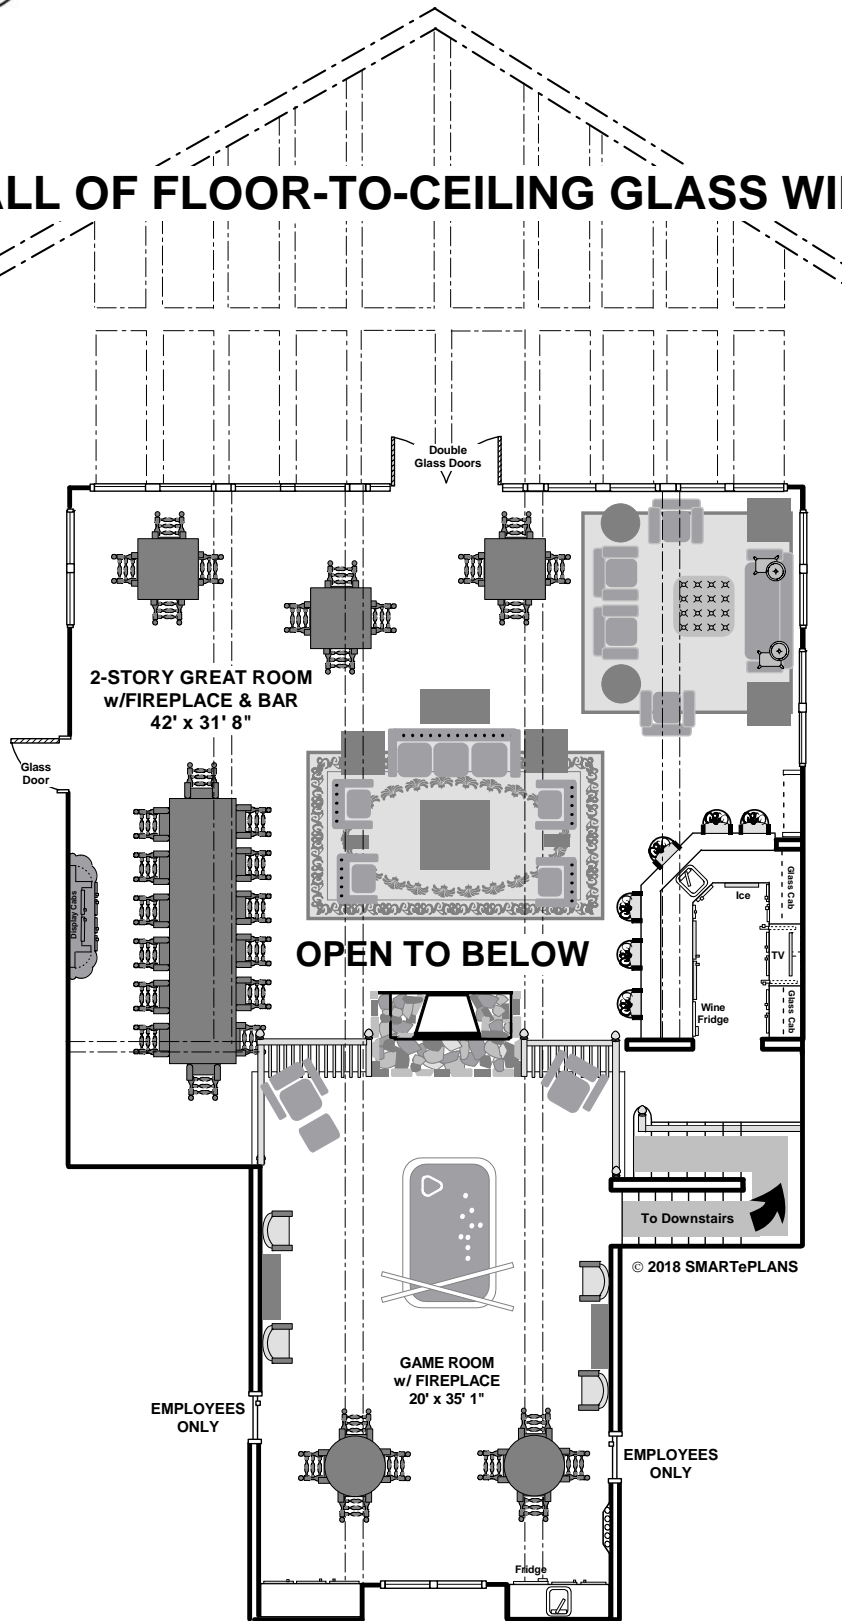 ALL OF FLOOR-TO-CEILING GLASS
Double
Glass Doors
2-STORY GREAT ROOM
w/FIREPLACE & BAR
42' x 31' 8"
Glass
Door
Display Cabs
Glass Cab
Ice
TV
OPEN TO BELOW
Wine
Fridge
Glass Cab
To Downstairs
© 2018 SMARTePLANS
GAME ROOM
w/ FIREPLACE
20' x 35' 1"
EMPLOYEES
ONLY
EMPLOYEES
ONLY
Fridge